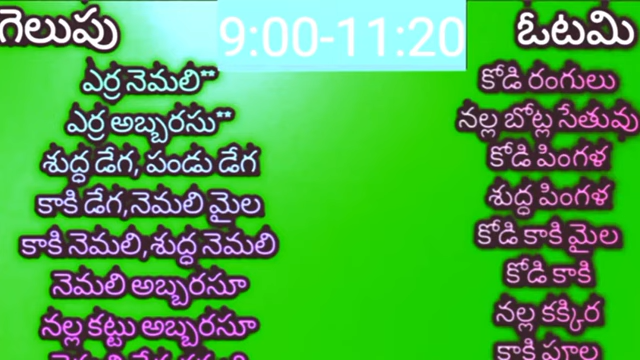 గెలుపు
9:00-11:20
ఓటమి
ఎర్ర నెమలి**
ఎర్ర అబ్బరసు**
శుద్ధ డేగ, పండు డేగ
కాకి డేగ,నెమలి మైల
కాకి నెమలి,శుద్ధ నెమలి
నెమలి అబ్బరసూ
నల్ల కట్టు అబ్బరసూ
కోడి రంగులు
నల్ల బోట్ల సేతువు
కోడి పింగళ
శుద్ధ పింగళ
కోడి కాకి మైల
కోడి కాకి
నల్ల కక్కిర
కాకి పూల